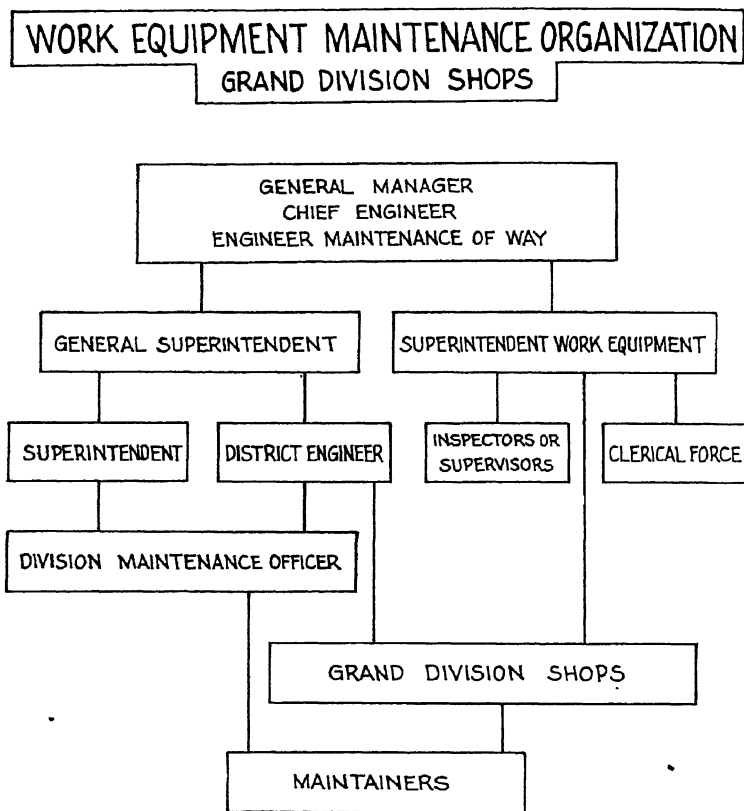 WORK EQUIPMENT MAINTENANCE ORGANIZATION
GRAND DIVISION SHOPS
GENERAL MANAGER
CHIEF ENGINEER
ENGINEER MAINTENANCE OF WAY
GENERAL SUPERINTENDENT
SUPERINTENDENT WORK EQUIPMENT
SUPERINTENDENT
DISTRICT ENGINEER
INSPECTORS OR
SUPERVISORS
CLERICAL FORCE
DIVISION MAINTENANCE OFFICER
GRAND DIVISION SHOPS
MAINTAINERS